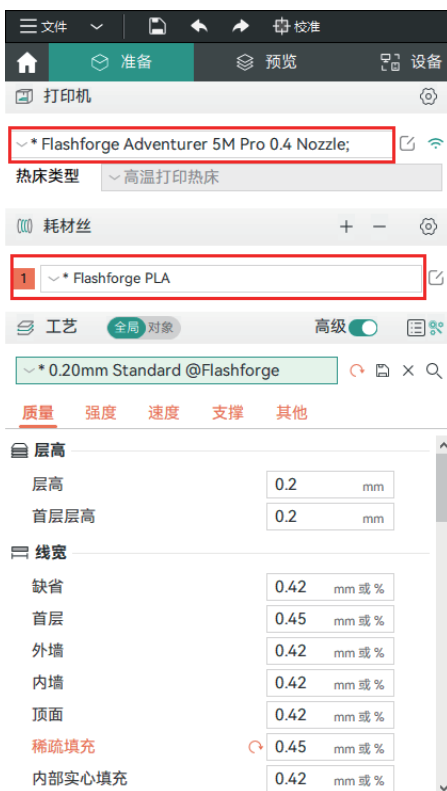 文件 校准
准备 预览 设备
打印机
* Flashforge Adventurer 5M Pro 0.4 Nozzle;
热床类型 高温打印热床
耗材丝 + −
1 * Flashforge PLA
工艺 全局 对象 高级
* 0.20mm Standard @Flashforge
质量 强度 速度 支撑 其他
层高
层高 0.2 mm
首层层高 0.2 mm
线宽
缺省 0.42 mm 或 %
首层 0.45 mm 或 %
外墙 0.42 mm 或 %
内墙 0.42 mm 或 %
顶面 0.42 mm 或 %
稀疏填充 0.45 mm 或 %
内部实心填充 0.42 mm 或 %